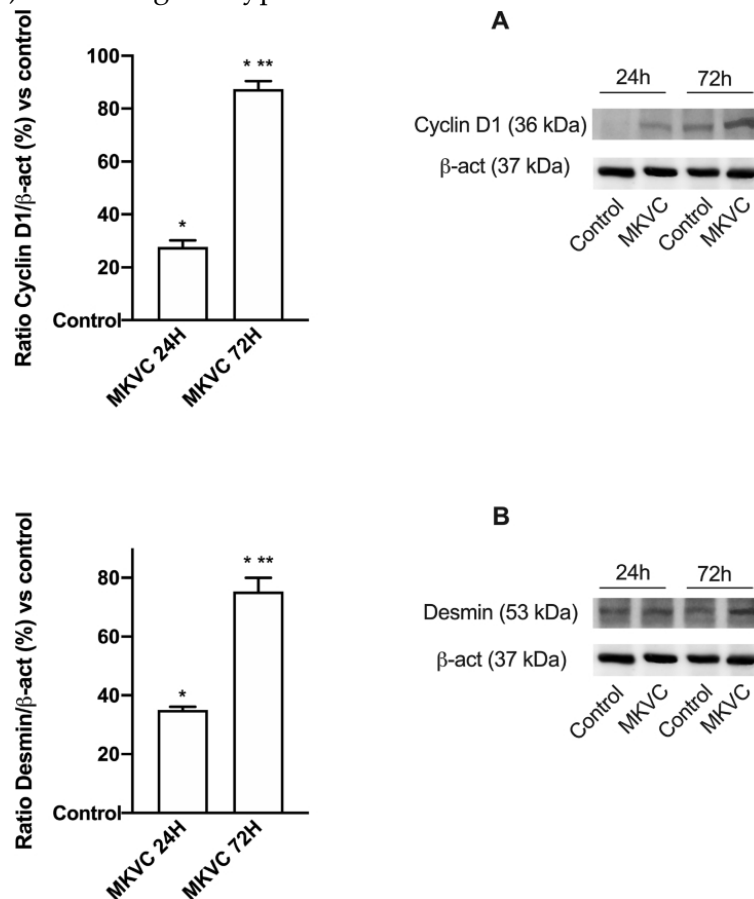 A
Ratio Cyclin D1/β-act (%) vs control
100
80
60
40
20
Control
*
* **
MKVC 24H
MKVC 72H
24h 72h
Cyclin D1 (36 kDa)
β-act (37 kDa)
Control MKVC Control MKVC
B
Ratio Desmin/β-act (%) vs control
80
60
40
20
Control
*
* **
MKVC 24H
MKVC 72H
24h 72h
Desmin (53 kDa)
β-act (37 kDa)
Control MKVC Control MKVC